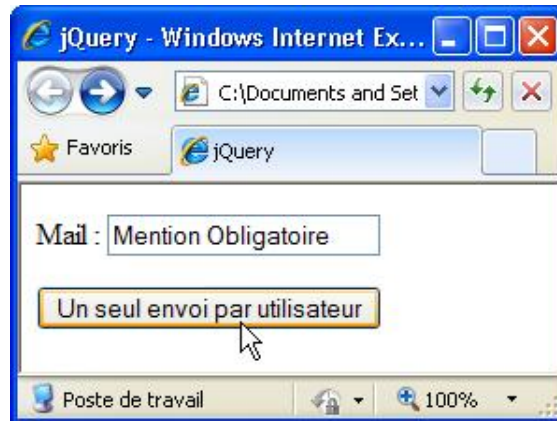 jQuery - Windows Internet Ex...
C:\Documents and Set
Favoris jQuery
Mail : Mention Obligatoire
Un seul envoi par utilisateur
Poste de travail 100%